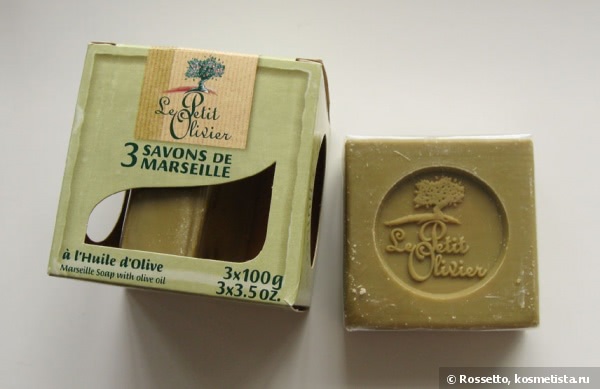 Le Petit
Olivier
3 SAVONS DE
MARSEILLE
à l'Huile d'Olive
Marseille Soap with olive oil
3x100g
3x3.5 oz.
Le Petit
Olivier
© Rossetto, kosmetista.ru